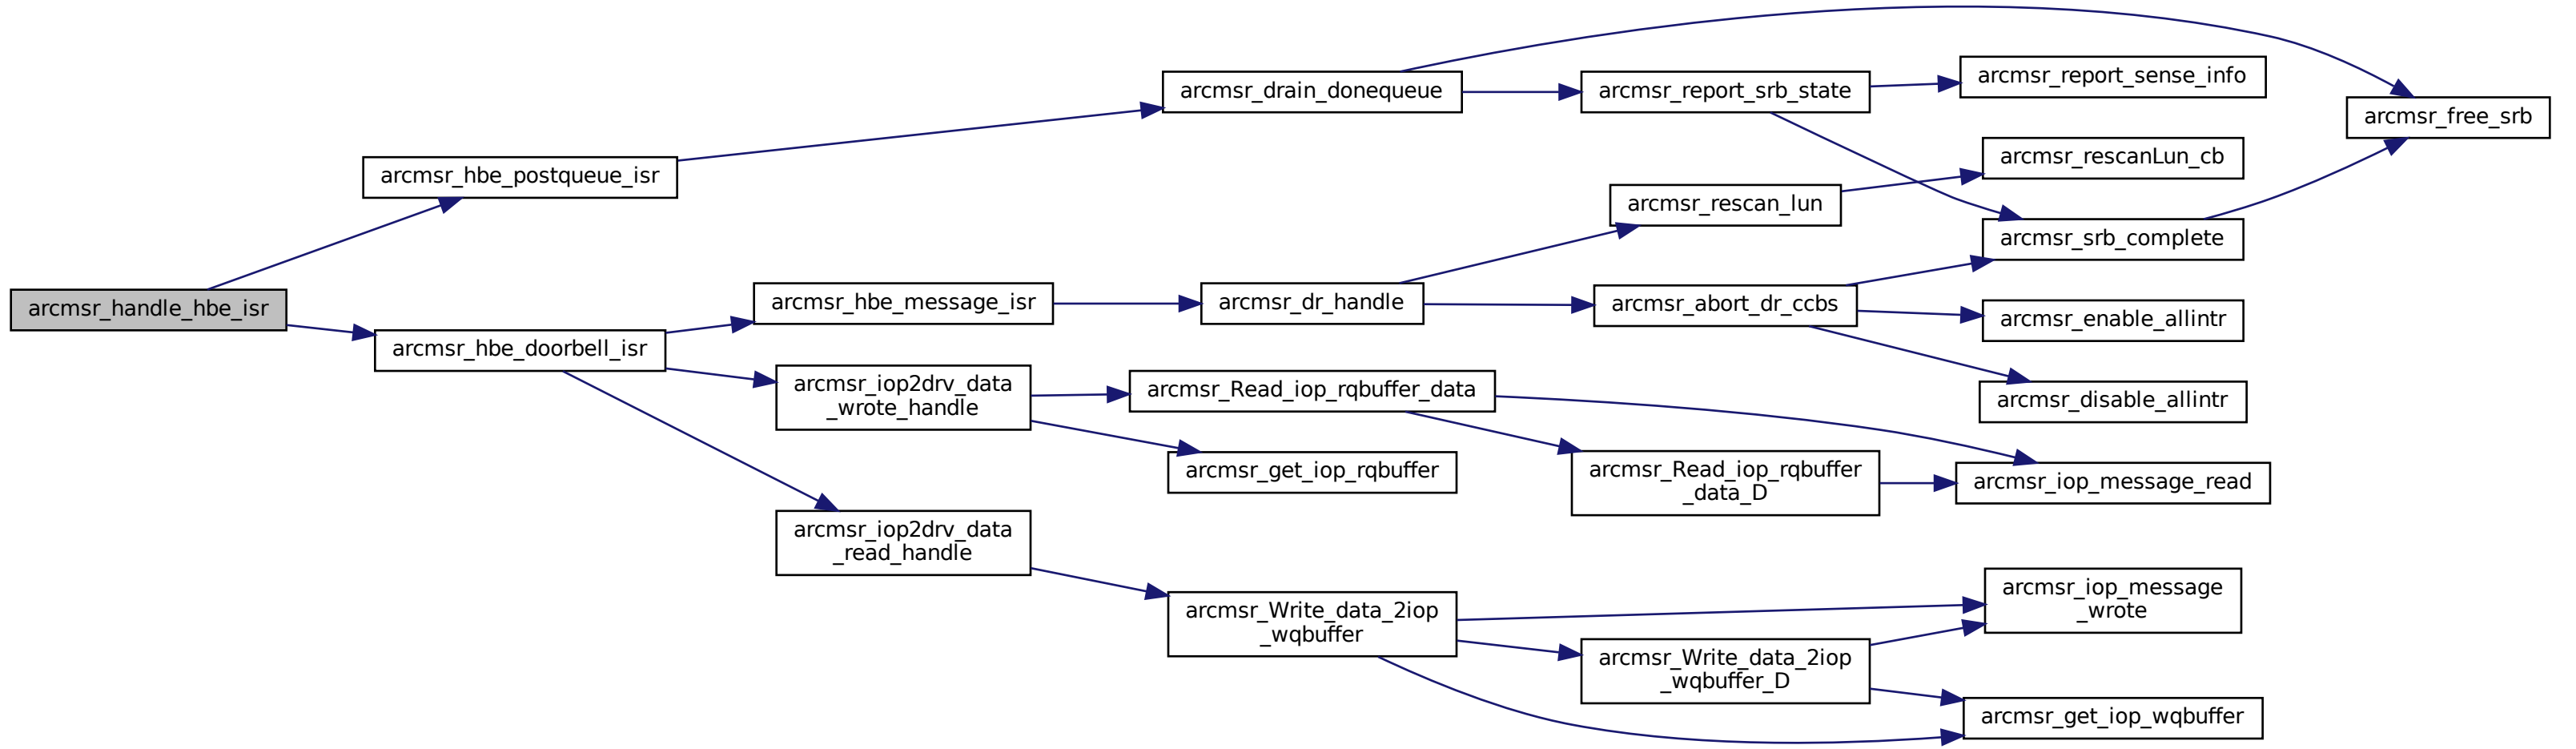 arcmsr_handle_hbe_isr
arcmsr_hbe_postqueue_isr
arcmsr_hbe_doorbell_isr
arcmsr_hbe_message_isr
arcmsr_iop2drv_data
_wrote_handle
arcmsr_iop2drv_data
_read_handle
arcmsr_drain_donequeue
arcmsr_dr_handle
arcmsr_Read_iop_rqbuffer_data
arcmsr_get_iop_rqbuffer
arcmsr_Write_data_2iop
_wqbuffer
arcmsr_report_srb_state
arcmsr_rescan_lun
arcmsr_abort_dr_ccbs
arcmsr_Read_iop_rqbuffer
_data_D
arcmsr_Write_data_2iop
_wqbuffer_D
arcmsr_report_sense_info
arcmsr_rescanLun_cb
arcmsr_srb_complete
arcmsr_enable_allintr
arcmsr_disable_allintr
arcmsr_iop_message_read
arcmsr_iop_message
_wrote
arcmsr_get_iop_wqbuffer
arcmsr_free_srb